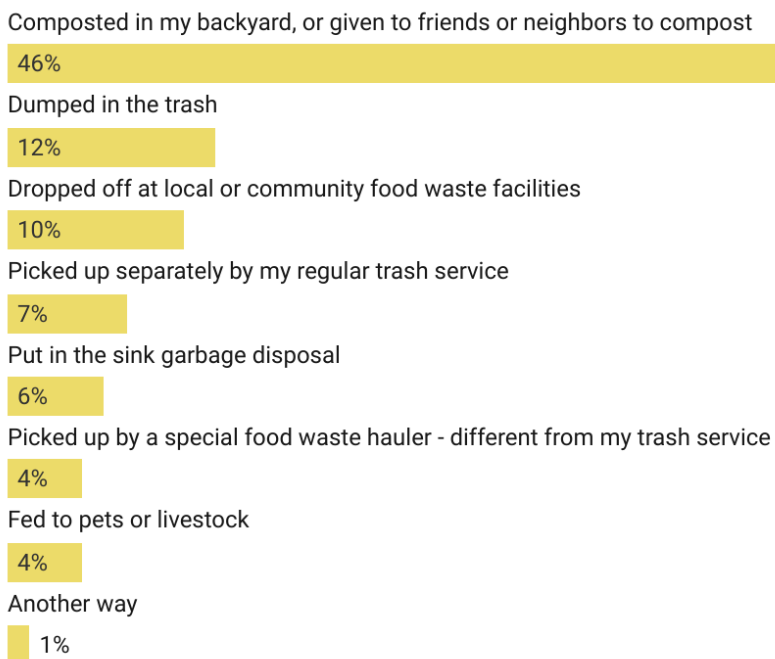 Composted in my backyard, or given to friends or neighbors to compost
46%
Dumped in the trash
12%
Dropped off at local or community food waste facilities
10%
Picked up separately by my regular trash service
7%
Put in the sink garbage disposal
6%
Picked up by a special food waste hauler - different from my trash service
4%
Fed to pets or livestock
4%
Another way
1%